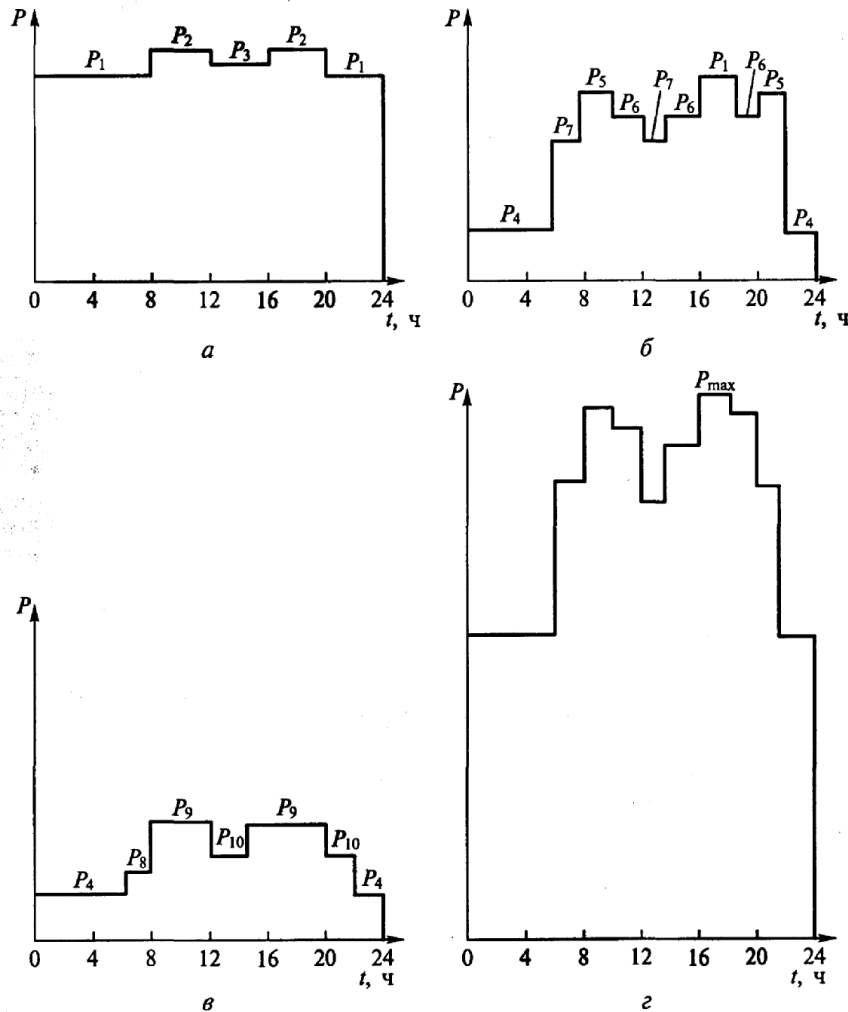 P
P₁ P₂ P₃ P₂ P₁
0 4 8 12 16 20 24
t, ч
а
P
P₄ P₇ P₅ P₆ P₇ P₆ P₁ P₆ P₅ P₄
0 4 8 12 16 20 24
t, ч
б
P
P₄ P₈ P₉ P₁₀ P₉ P₁₀ P₄
0 4 8 12 16 20 24
t, ч
в
P
Pmax
0 4 8 12 16 20 24
t, ч
г